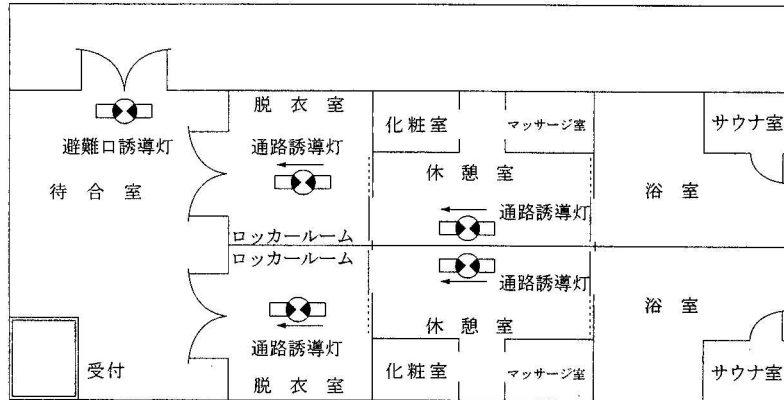 脱衣室
化粧室
マッサージ室
サウナ室
避難口誘導灯
通路誘導灯
休憩室
待合室
通路誘導灯
浴室
ロッカールーム
ロッカールーム
通路誘導灯
浴室
通路誘導灯
休憩室
受付
脱衣室
化粧室
マッサージ室
サウナ室